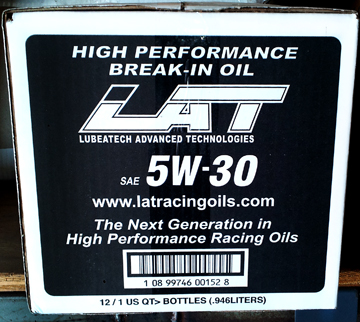 HIGH PERFORMANCE
BREAK-IN OIL
LAT
LUBEATECH ADVANCED TECHNOLOGIES
SAE 5W-30
www.latracingoils.com
The Next Generation in
High Performance Racing Oils
1 08 99746 00152 8
12 / 1 US QT> BOTTLES (.946LITERS)